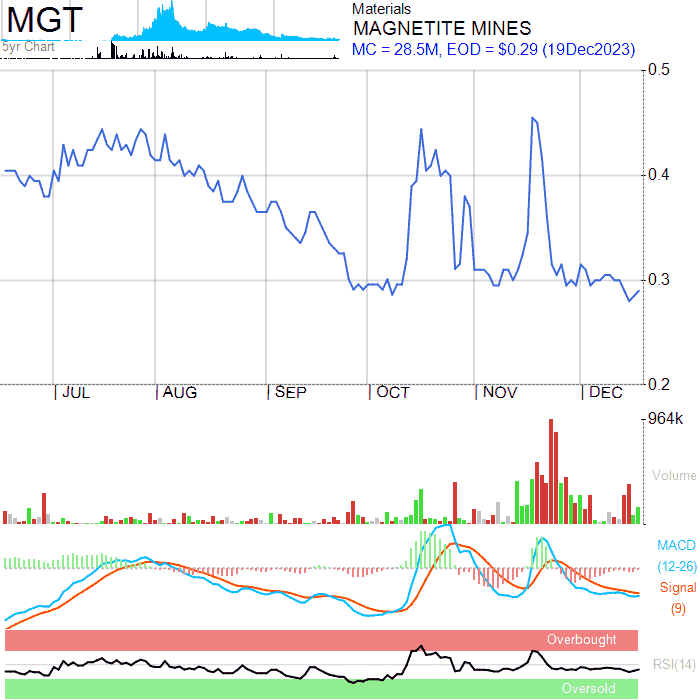 MGT
5yr Chart
Materials
MAGNETITE MINES
MC = 28.5M, EOD = $0.29 (19Dec2023)
0.5
0.4
0.3
0.2
JUL AUG SEP OCT NOV DEC
964k
Volume
MACD
(12-26)
Signal
(9)
Overbought
RSI(14)
Oversold